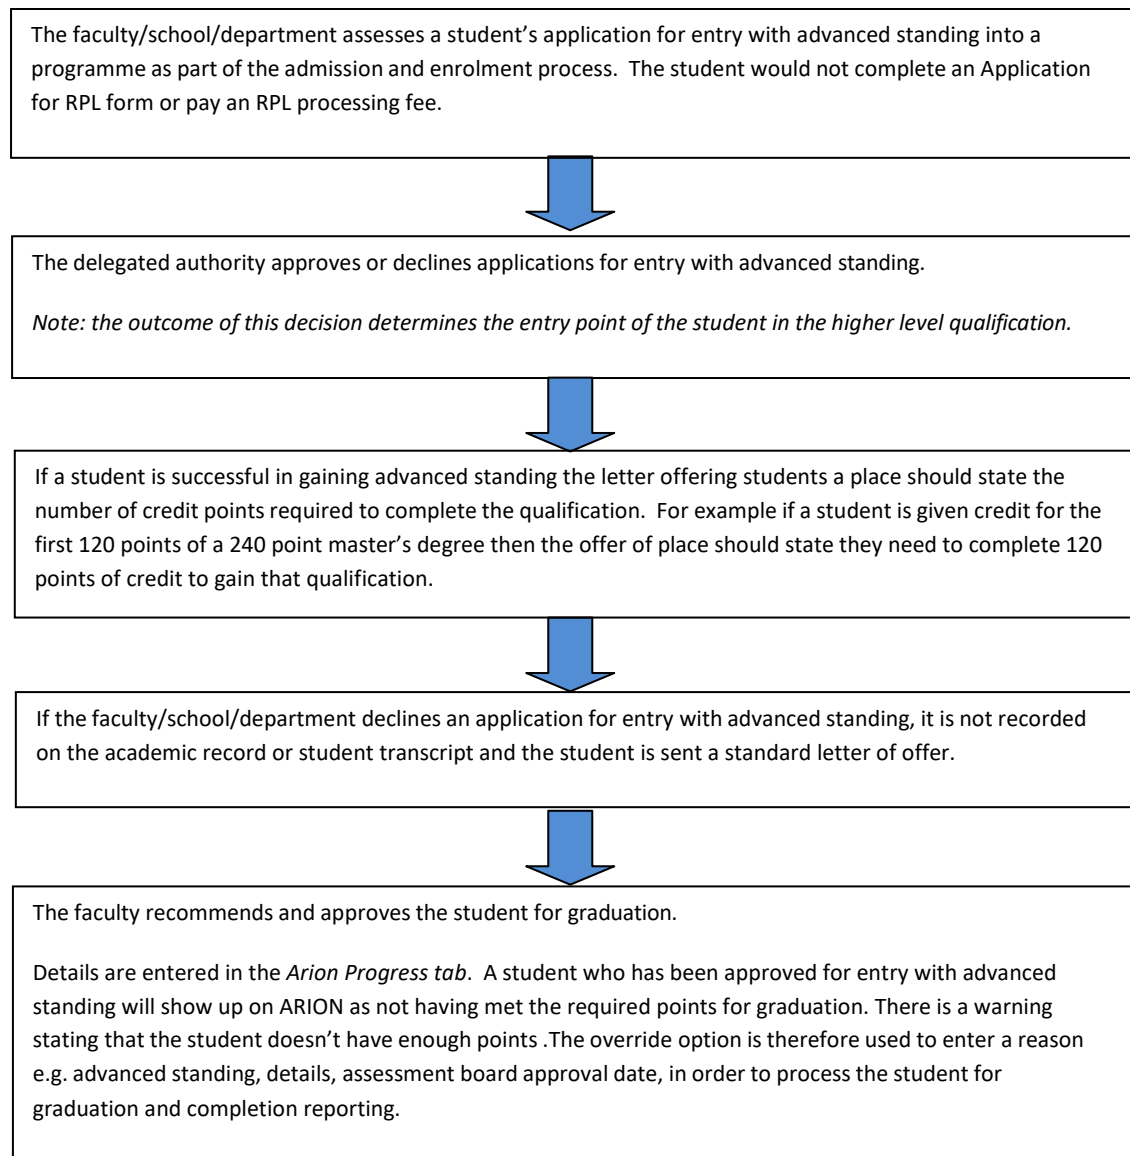 The faculty/school/department assesses a student’s application for entry with advanced standing into a
programme as part of the admission and enrolment process.  The student would not complete an Application
for RPL form or pay an RPL processing fee.
The delegated authority approves or declines applications for entry with advanced standing.
Note: the outcome of this decision determines the entry point of the student in the higher level qualification.
If a student is successful in gaining advanced standing the letter offering students a place should state the
number of credit points required to complete the qualification.  For example if a student is given credit for the
first 120 points of a 240 point master’s degree then the offer of place should state they need to complete 120
points of credit to gain that qualification.
If the faculty/school/department declines an application for entry with advanced standing, it is not recorded
on the academic record or student transcript and the student is sent a standard letter of offer.
The faculty recommends and approves the student for graduation.
Details are entered in the Arion Progress tab.  A student who has been approved for entry with advanced
standing will show up on ARION as not having met the required points for graduation. There is a warning
stating that the student doesn’t have enough points .The override option is therefore used to enter a reason
e.g. advanced standing, details, assessment board approval date, in order to process the student for
graduation and completion reporting.